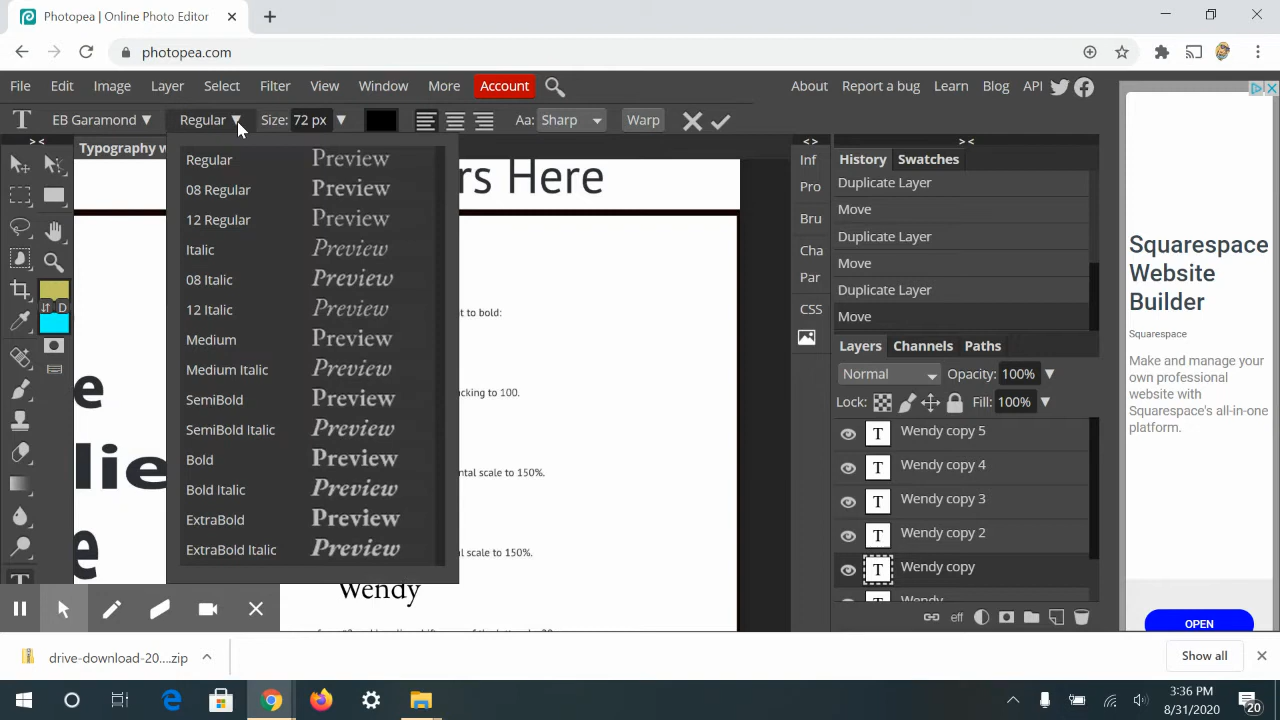 Photopea | Online Photo Editor
photopea.com
File Edit Image Layer Select Filter View Window More Account
About Report a bug Learn Blog API
EB Garamond Regular Size: 72 px Aa: Sharp Warp
Typography w
rs Here
Regular Preview
08 Regular Preview
12 Regular Preview
Italic Preview
08 Italic Preview
12 Italic Preview
Medium Preview
Medium Italic Preview
SemiBold Preview
SemiBold Italic Preview
Bold Preview
Bold Italic Preview
ExtraBold Preview
ExtraBold Italic Preview
t to bold:
cking to 100.
ntal scale to 150%.
al scale to 150%.
Wendy
e
lie
e
D
Inf
Pro
Bru
Cha
Par
CSS
History Swatches
Duplicate Layer
Move
Duplicate Layer
Move
Duplicate Layer
Move
Layers Channels Paths
Normal Opacity: 100%
Lock: Fill: 100%
Wendy copy 5
Wendy copy 4
Wendy copy 3
Wendy copy 2
Wendy copy
Wendy
eff
Squarespace
Website
Builder
Squarespace
Make and manage your
own professional
website with
Squarespace's all-in-one
platform.
OPEN
drive-download-20....zip
Show all
3:36 PM
8/31/2020
20